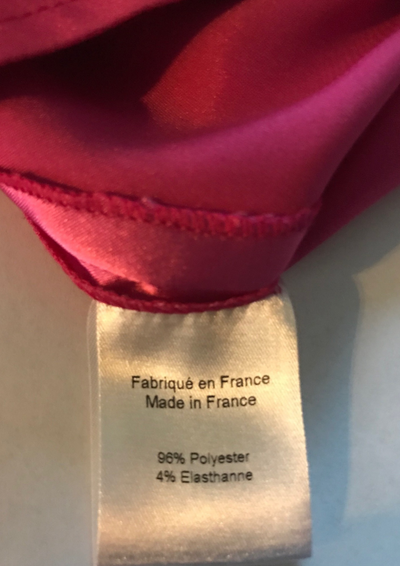 Fabriqué en France
Made in France
96% Polyester
4% Elasthanne